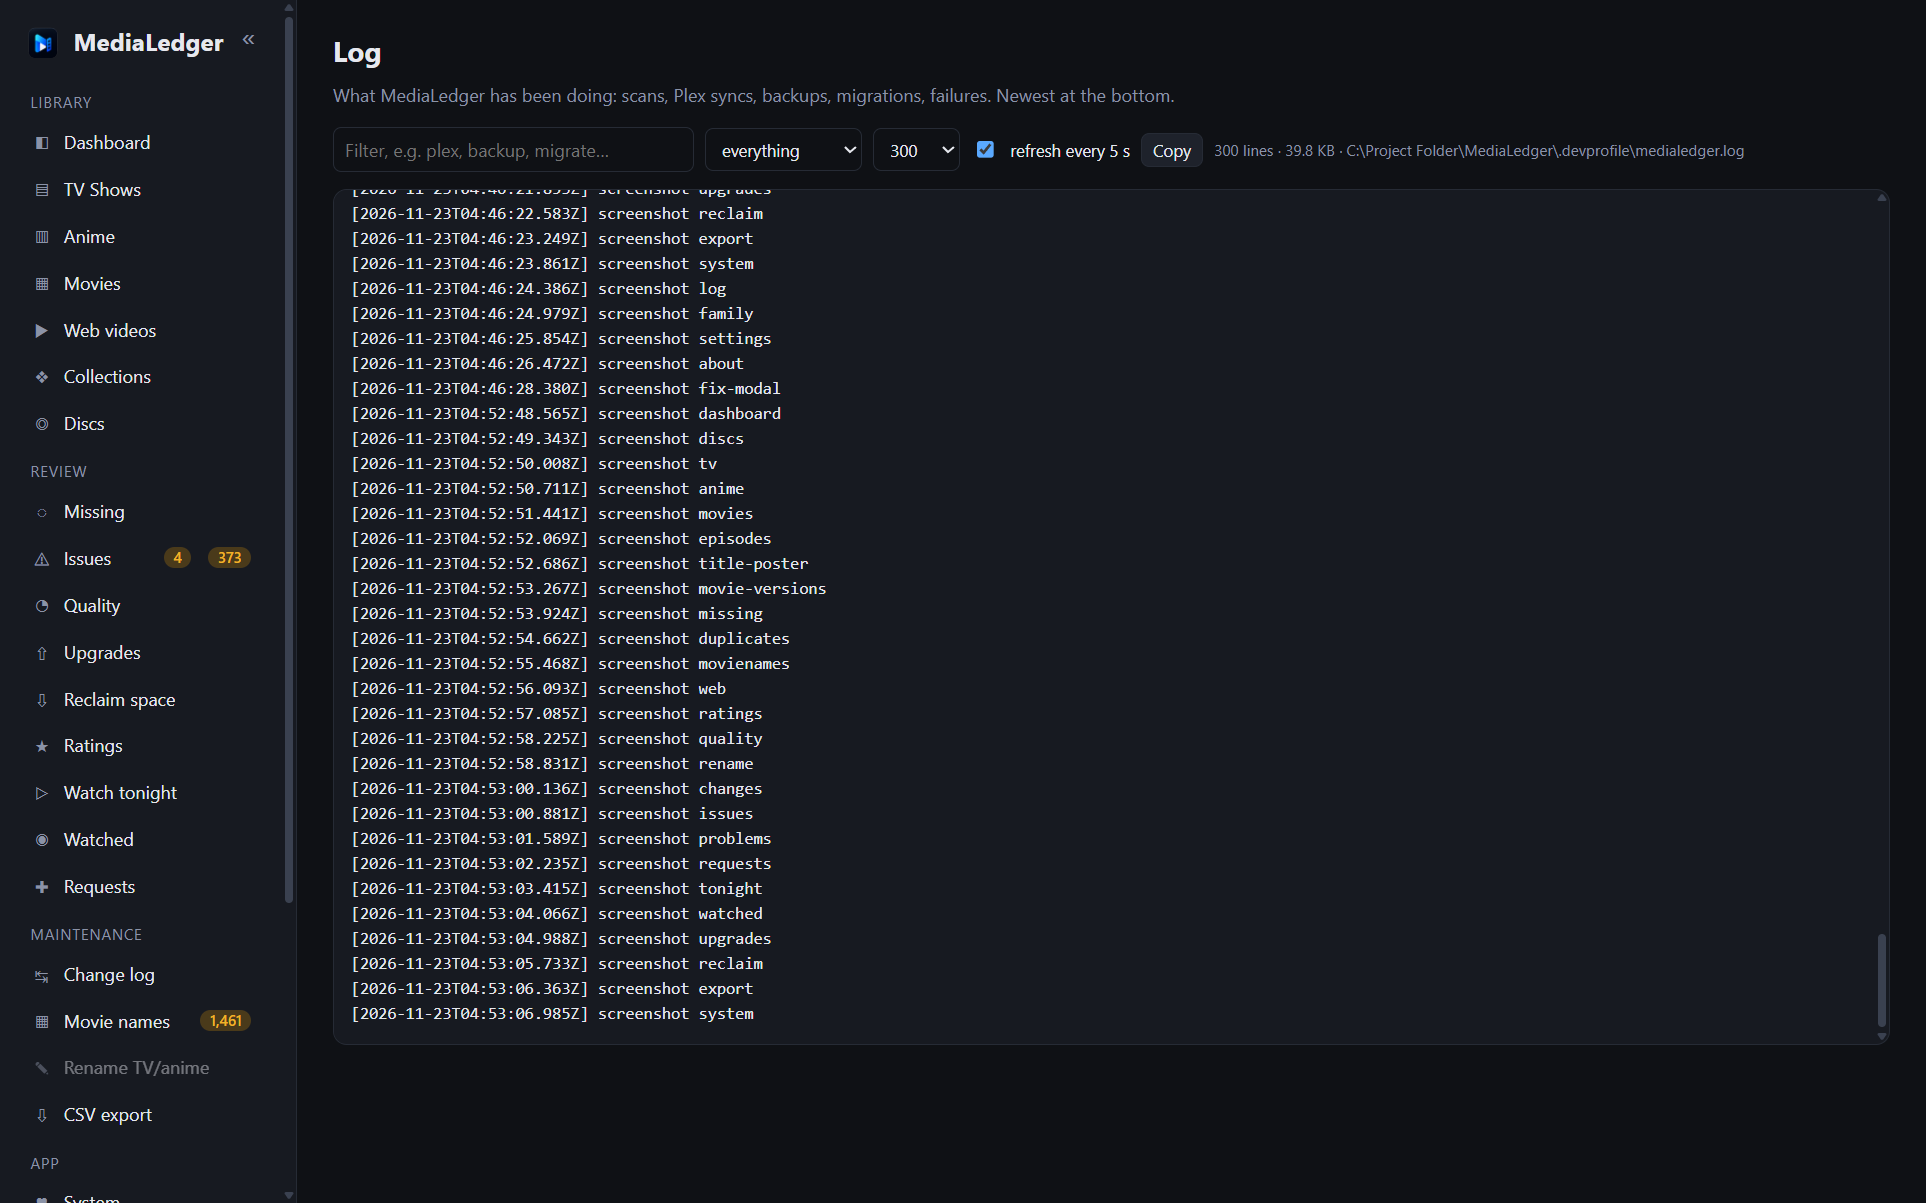 MediaLedger «
LIBRARY
Dashboard
TV Shows
Anime
Movies
Web videos
Collections
Discs
REVIEW
Missing
Issues 4 373
Quality
Upgrades
Reclaim space
Ratings
Watch tonight
Watched
Requests
MAINTENANCE
Change log
Movie names 1,461
Rename TV/anime
CSV export
APP
System
Log
What MediaLedger has been doing: scans, Plex syncs, backups, migrations, failures. Newest at the bottom.
Filter, e.g. plex, backup, migrate... everything 300 refresh every 5 s Copy 300 lines · 39.8 KB · C:\Project Folder\MediaLedger\.devprofile\medialedger.log
[2026-11-23T04:46:21.895Z] screenshot upgrades
[2026-11-23T04:46:22.583Z] screenshot reclaim
[2026-11-23T04:46:23.249Z] screenshot export
[2026-11-23T04:46:23.861Z] screenshot system
[2026-11-23T04:46:24.386Z] screenshot log
[2026-11-23T04:46:24.979Z] screenshot family
[2026-11-23T04:46:25.854Z] screenshot settings
[2026-11-23T04:46:26.472Z] screenshot about
[2026-11-23T04:46:28.380Z] screenshot fix-modal
[2026-11-23T04:52:48.565Z] screenshot dashboard
[2026-11-23T04:52:49.343Z] screenshot discs
[2026-11-23T04:52:50.008Z] screenshot tv
[2026-11-23T04:52:50.711Z] screenshot anime
[2026-11-23T04:52:51.441Z] screenshot movies
[2026-11-23T04:52:52.069Z] screenshot episodes
[2026-11-23T04:52:52.686Z] screenshot title-poster
[2026-11-23T04:52:53.267Z] screenshot movie-versions
[2026-11-23T04:52:53.924Z] screenshot missing
[2026-11-23T04:52:54.662Z] screenshot duplicates
[2026-11-23T04:52:55.468Z] screenshot movienames
[2026-11-23T04:52:56.093Z] screenshot web
[2026-11-23T04:52:57.085Z] screenshot ratings
[2026-11-23T04:52:58.225Z] screenshot quality
[2026-11-23T04:52:58.831Z] screenshot rename
[2026-11-23T04:53:00.136Z] screenshot changes
[2026-11-23T04:53:00.881Z] screenshot issues
[2026-11-23T04:53:01.589Z] screenshot problems
[2026-11-23T04:53:02.235Z] screenshot requests
[2026-11-23T04:53:03.415Z] screenshot tonight
[2026-11-23T04:53:04.066Z] screenshot watched
[2026-11-23T04:53:04.988Z] screenshot upgrades
[2026-11-23T04:53:05.733Z] screenshot reclaim
[2026-11-23T04:53:06.363Z] screenshot export
[2026-11-23T04:53:06.985Z] screenshot system